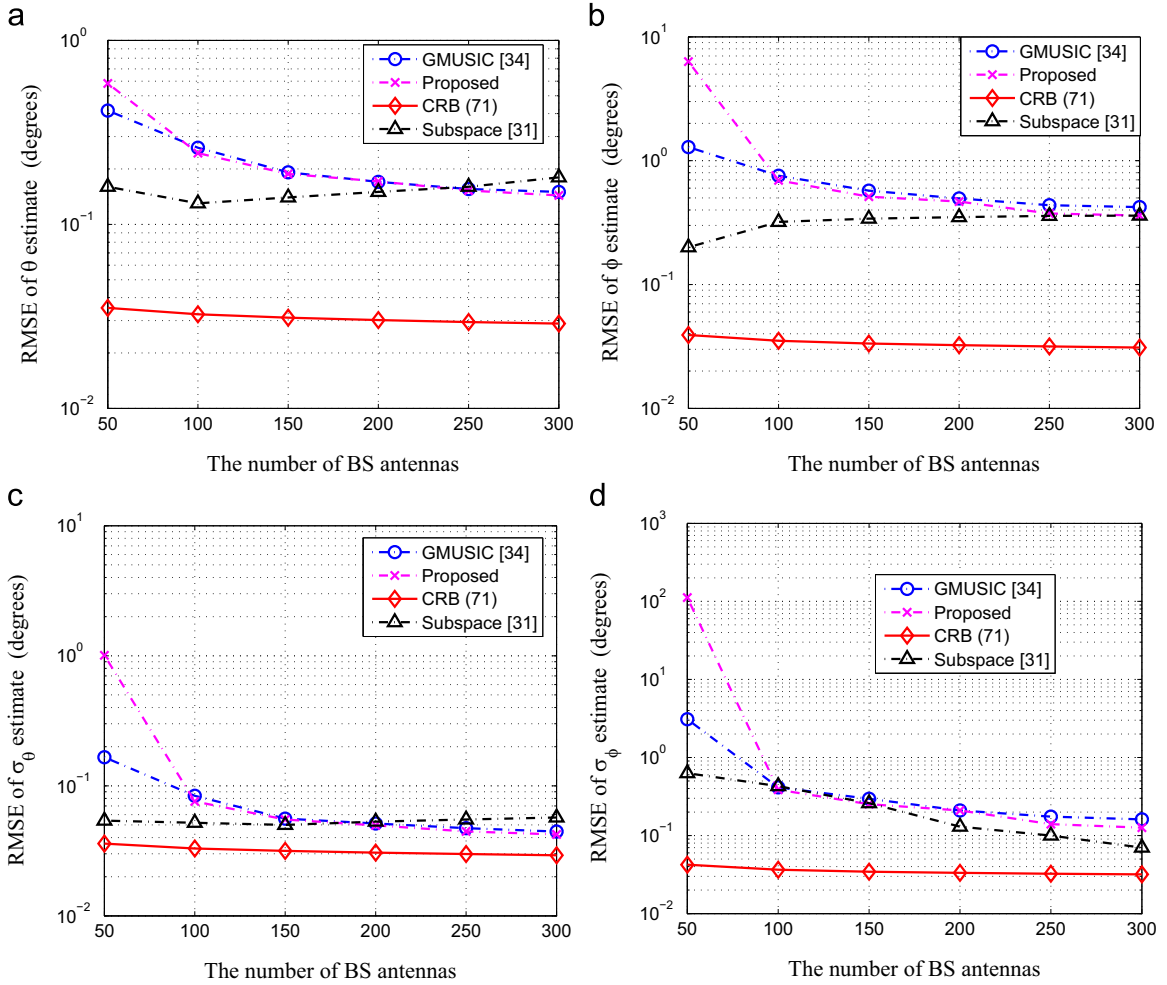 a
10^0
10^-1
10^-2
50 100 150 200 250 300
RMSE of θ estimate (degrees)
The number of BS antennas
GMUSIC [34]
Proposed
CRB (71)
Subspace [31]
b
10^1
10^0
10^-1
10^-2
50 100 150 200 250 300
RMSE of ϕ estimate (degrees)
The number of BS antennas
GMUSIC [34]
Proposed
CRB (71)
Subspace [31]
c
10^1
10^0
10^-1
10^-2
50 100 150 200 250 300
RMSE of σ_θ estimate (degrees)
The number of BS antennas
GMUSIC [34]
Proposed
CRB (71)
Subspace [31]
d
10^3
10^2
10^1
10^0
10^-1
10^-2
50 100 150 200 250 300
RMSE of σ_ϕ estimate (degrees)
The number of BS antennas
GMUSIC [34]
Proposed
CRB (71)
Subspace [31]